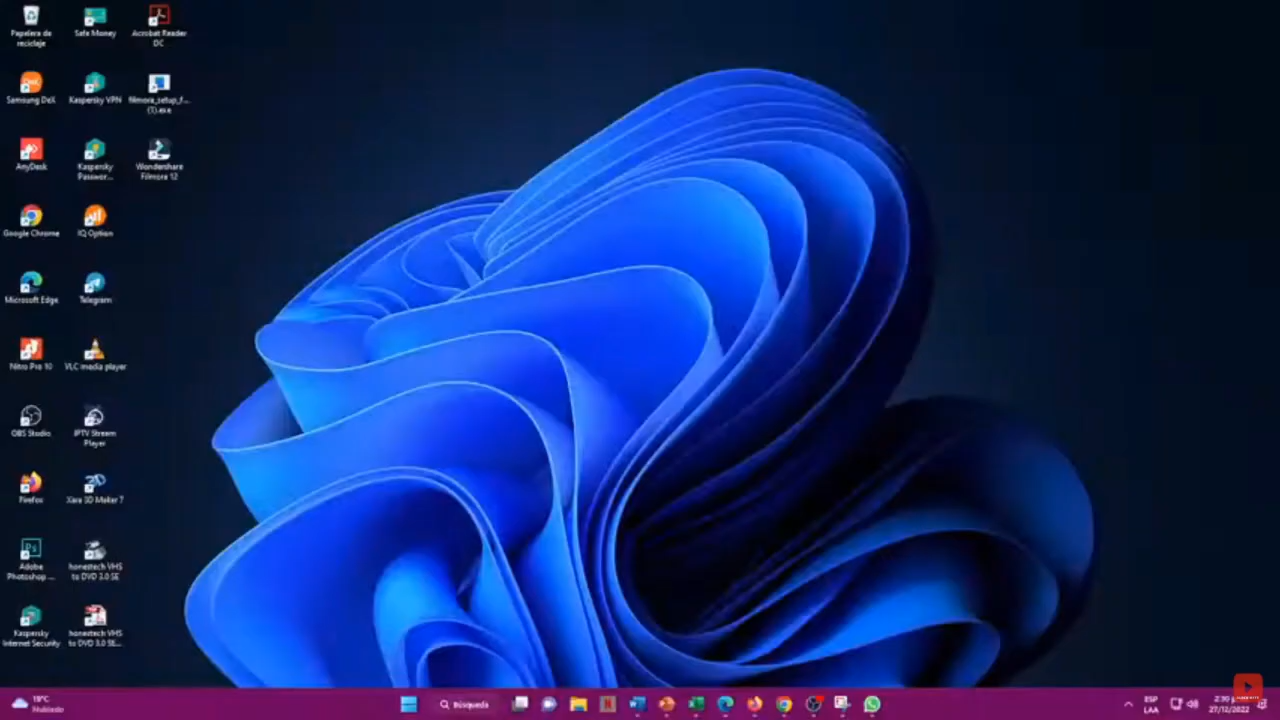 Papelera de
reciclaje
Safe Money
Acrobat Reader
DC
Samsung DeX
Kaspersky VPN
filmora_setup_f...
(1).exe
AnyDesk
Kaspersky
Passwor...
Wondershare
Filmora 12
Google Chrome
IQ Option
Microsoft Edge
Telegram
Nitro Pro 10
VLC media player
OBS Studio
IPTV Stream
Player
Firefox
Xara 3D Maker 7
Adobe
Photoshop ...
honestech VHS
to DVD 3.0 SE
Kaspersky
Internet Security
honestech VHS
to DVD 3.0 SE...
19°C
Nublado
Búsqueda
ESP
LAA
2:30
27/12/2022